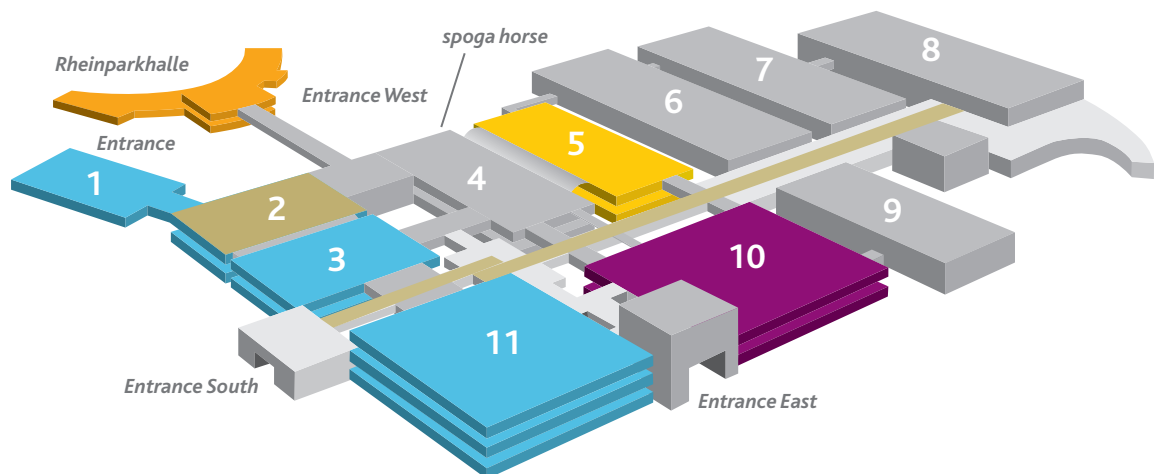 spoga horse
Rheinparkhalle
Entrance West
Entrance
1
2
3
4
5
6
7
8
9
10
11
Entrance South
Entrance East